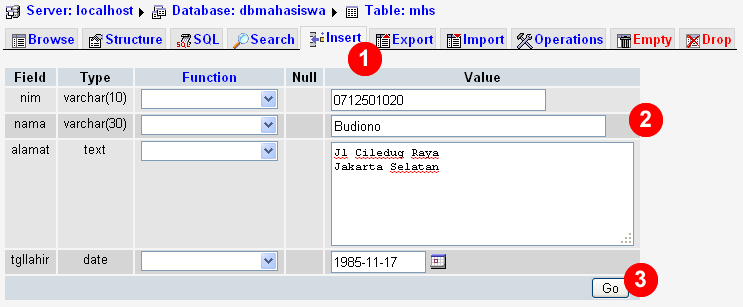 Server: localhost ▸ Database: dbmahasiswa ▸ Table: mhs
Browse Structure SQL Search Insert Export Import Operations Empty Drop
1
Field Type Function Null Value
nim varchar(10) 0712501020
nama varchar(30) Budiono
2
alamat text Jl Ciledug Raya
Jakarta Selatan
tgllahir date 1985-11-17
Go 3